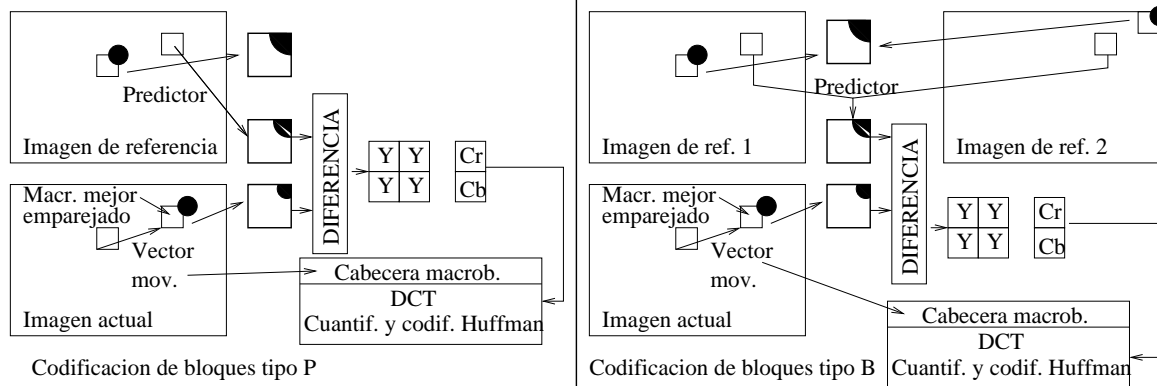 Predictor
Imagen de referencia
DIFERENCIA
Y Y
Y Y
Cr
Cb
Macr. mejor
emparejado
Vector
mov.
Imagen actual
Cabecera macrob.
DCT
Cuantif. y codif. Huffman
Codificacion de bloques tipo P
Predictor
Imagen de ref. 1
Imagen de ref. 2
DIFERENCIA
Y Y
Y Y
Cr
Cb
Macr. mejor
emparejado
Vector
mov.
Imagen actual
Cabecera macrob.
DCT
Cuantif. y codif. Huffman
Codificacion de bloques tipo B